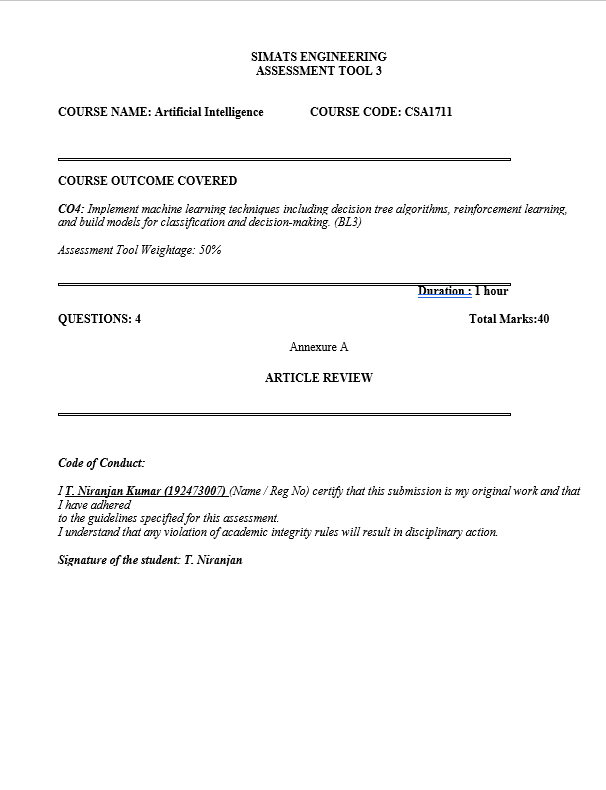 SIMATS ENGINEERING
ASSESSMENT TOOL 3
COURSE NAME: Artificial Intelligence COURSE CODE: CSA1711
COURSE OUTCOME COVERED
CO4: Implement machine learning techniques including decision tree algorithms, reinforcement learning,
and build models for classification and decision-making. (BL3)
Assessment Tool Weightage: 50%
Duration : 1 hour
QUESTIONS: 4 Total Marks:40
Annexure A
ARTICLE REVIEW
Code of Conduct:
I T. Niranjan Kumar (192473007) (Name / Reg No) certify that this submission is my original work and that
I have adhered
to the guidelines specified for this assessment.
I understand that any violation of academic integrity rules will result in disciplinary action.
Signature of the student: T. Niranjan